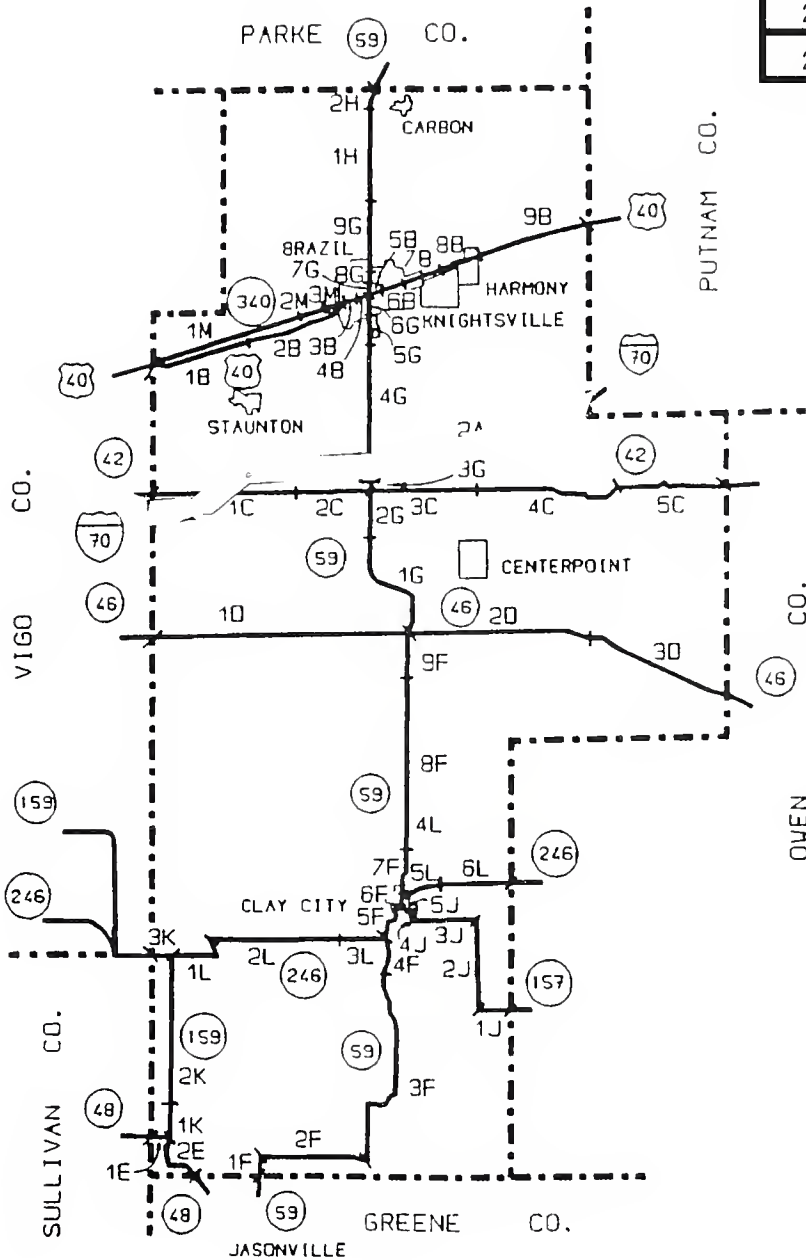 PARKE 59 CO.
2
2
2H
CARBON
1H
PUTNAM CO.
9G
5B
8B
9B
40
BRAZIL
7B
7G
8G
HARMONY
340
2M
3M
6B
KNIGHTSVILLE
1M
6G
40
1B
40
2B
3B
4B
5G
70
STAUNTON
4G
2A
42
3G
42
VIGO CO.
1C
2C
2G
3C
4C
5C
70
59
CENTERPOINT
46
1G
46
1D
2D
3D
46
OWEN CO.
9F
8F
59
159
4L
7F
5L
6L
246
246
6F
CLAY CITY
5F
5J
3J
3K
1L
2L
3L
4J
246
4F
2J
157
1J
SULLIVAN CO.
159
59
2K
3F
48
1K
2F
1E
2E
1F
48
59
GREENE CO.
JASONVILLE